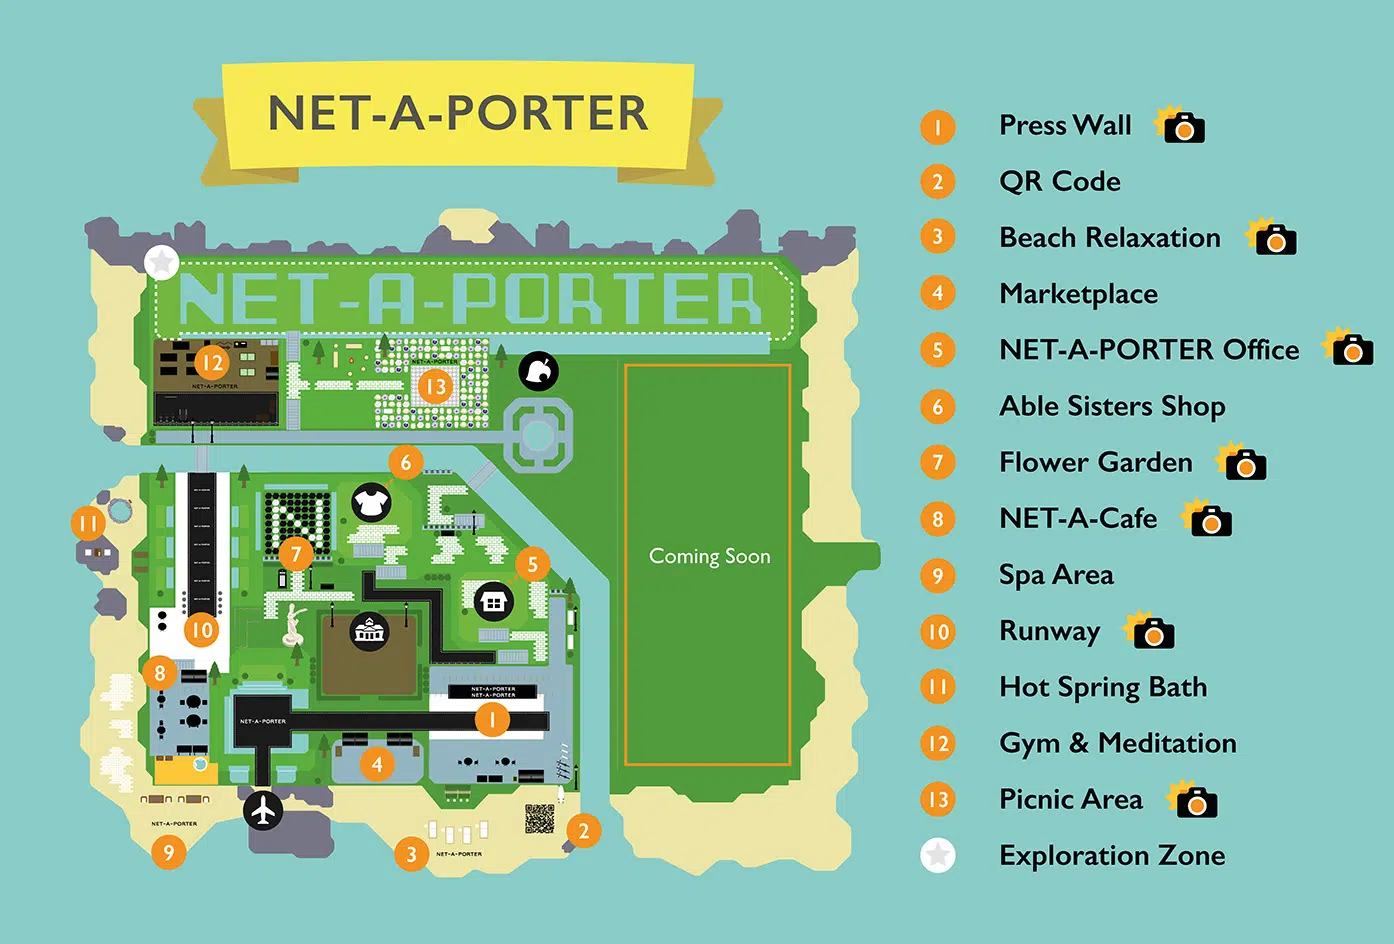 NET-A-PORTER
NET-A-PORTER
12
NET-A-PORTER
NET-A-PORTER
13
6
11
7
5
Coming Soon
10
8
NET-A-PORTER
NET-A-PORTER
NET-A-PORTER
1
4
NET-A-PORTER
9
2
3
NET-A-PORTER
1 Press Wall
2 QR Code
3 Beach Relaxation
4 Marketplace
5 NET-A-PORTER Office
6 Able Sisters Shop
7 Flower Garden
8 NET-A-Cafe
9 Spa Area
10 Runway
11 Hot Spring Bath
12 Gym & Meditation
13 Picnic Area
Exploration Zone